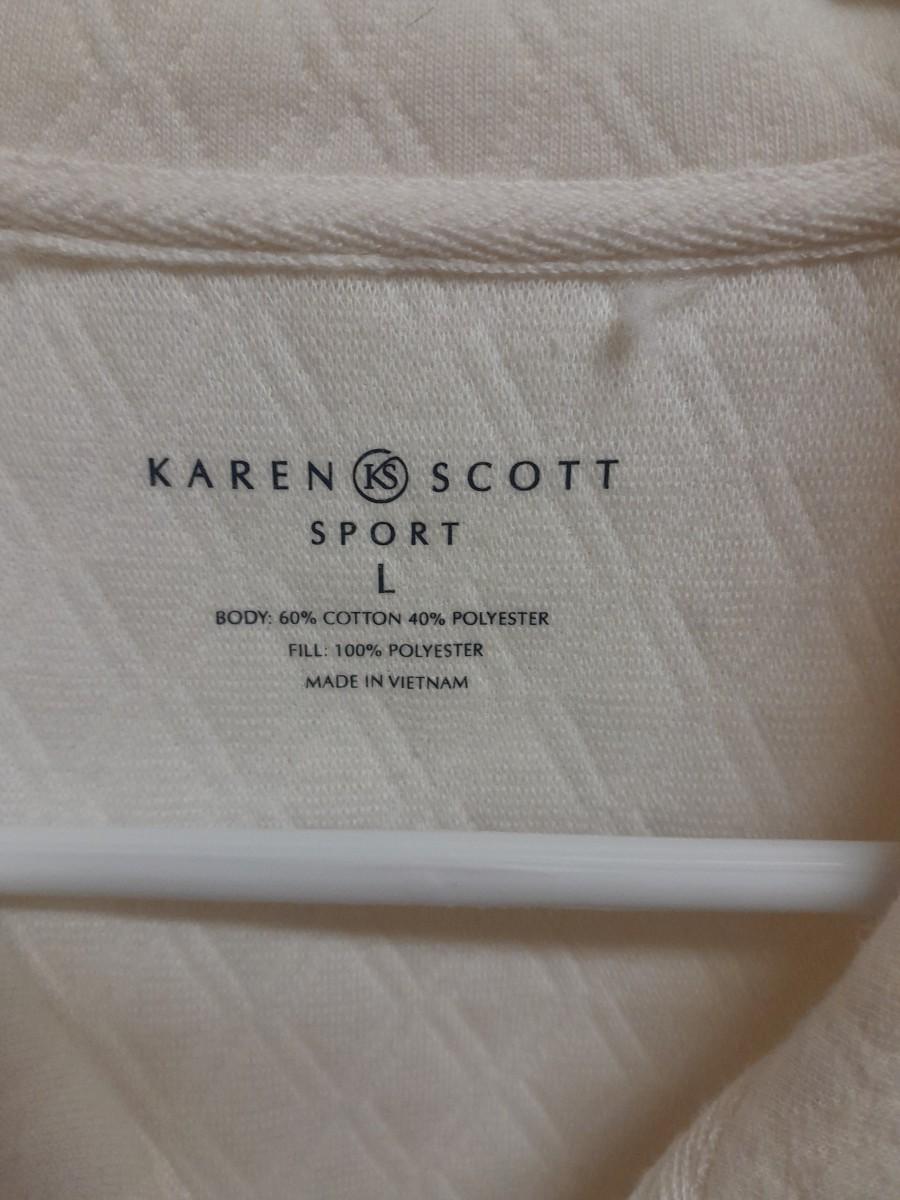 KAREN KS SCOTT
SPORT
L
BODY: 60% COTTON 40% POLYESTER
FILL: 100% POLYESTER
MADE IN VIETNAM